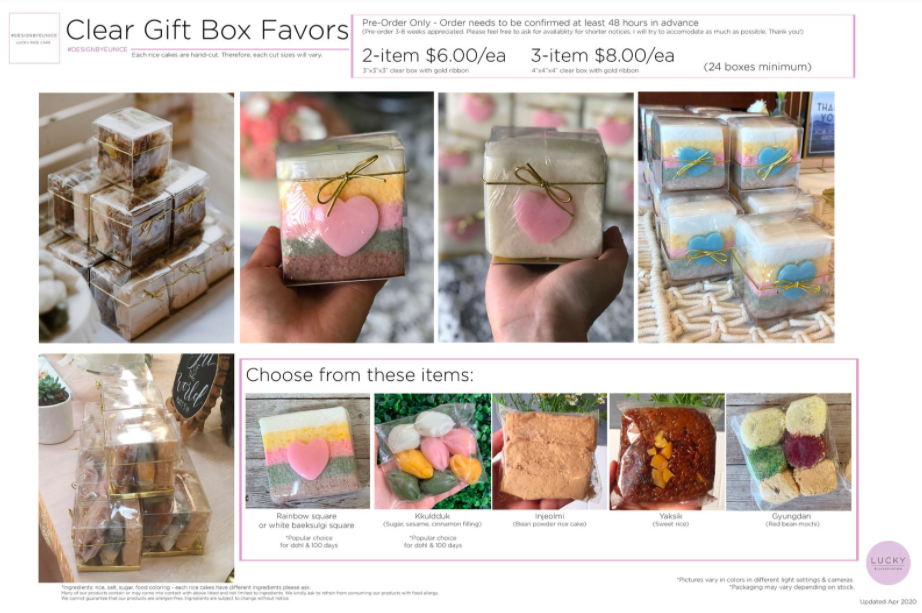 #DESIGNBYEUNICE
LUCKY RICE CAKE
Clear Gift Box Favors
#DESIGNBYEUNICE
Each rice cakes are hand-cut. Therefore, each cut sizes will vary.
Pre-Order Only - Order needs to be confirmed at least 48 hours in advance
(Pre-order 3-8 weeks appreciated. Please feel free to ask for availability for shorter notices. I will try to accomodate as much as possible. Thank you!)
2-item $6.00/ea
3"x3"x3" clear box with gold ribbon
3-item $8.00/ea
4"x4"x4" clear box with gold ribbon
(24 boxes minimum)
THA
Choose from these items:
Rainbow square
or white baeksulgi square
*Popular choice
for dohl & 100 days
Kkuldduk
(Sugar, sesame, cinnamon filling)
*Popular choice
for dohl & 100 days
Injeolmi
(Bean powder rice cake)
Yaksik
(Sweet rice)
Gyungdan
(Red bean mochi)
*Ingredients: rice, salt, sugar, food coloring - each rice cakes have different ingredients please ask.
Many of our products contain or may come into contact with above listed and not limited to ingredients. We kindly ask to refrain from consuming our products with food allergy.
We cannot guarantee that our products are allergen-free. Ingredients are subject to change without notice.
*Pictures vary in colors in different light settings & cameras
*Packaging may vary depending on stock
LUCKY
Updated Apr 2020